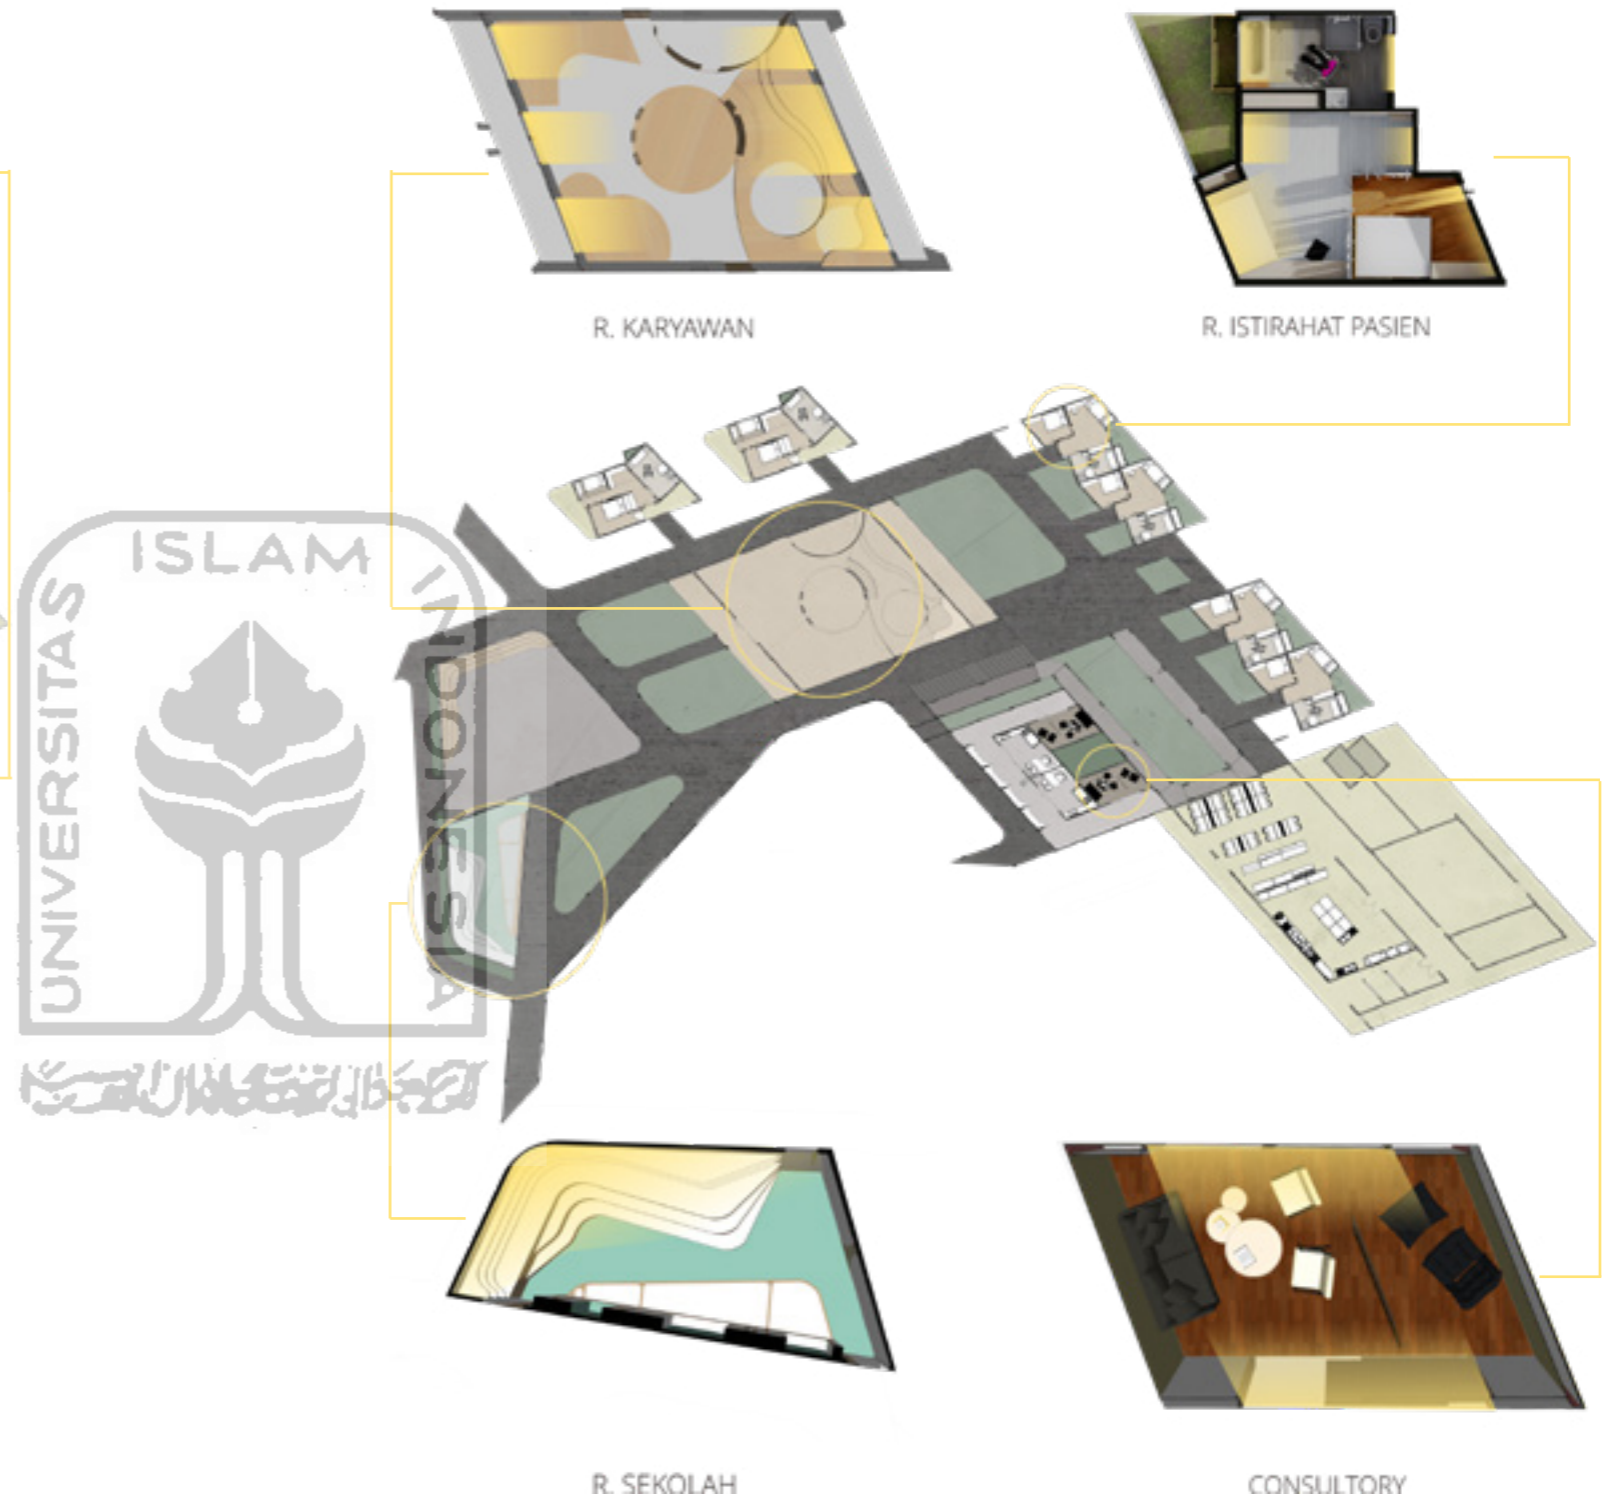 R. KARYAWAN
R. ISTIRAHAT PASIEN
UNIVERSITAS
ISLAM
INDONESIA
R. SEKOLAH
CONSULTORY